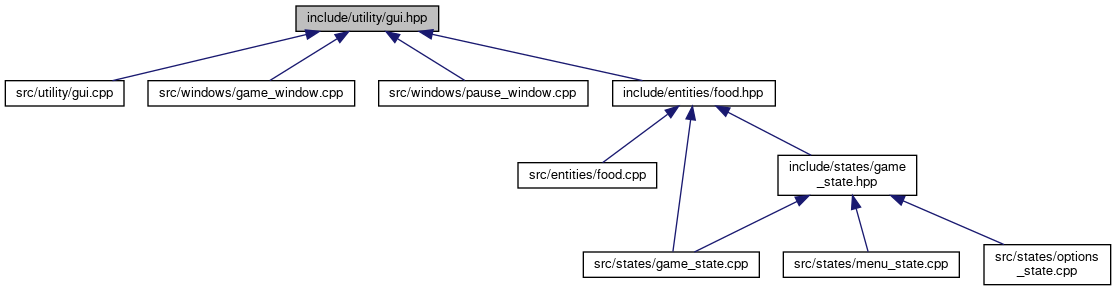 include/utility/gui.hpp
src/utility/gui.cpp
src/windows/game_window.cpp
src/windows/pause_window.cpp
include/entities/food.hpp
src/entities/food.cpp
include/states/game
_state.hpp
src/states/game_state.cpp
src/states/menu_state.cpp
src/states/options
_state.cpp